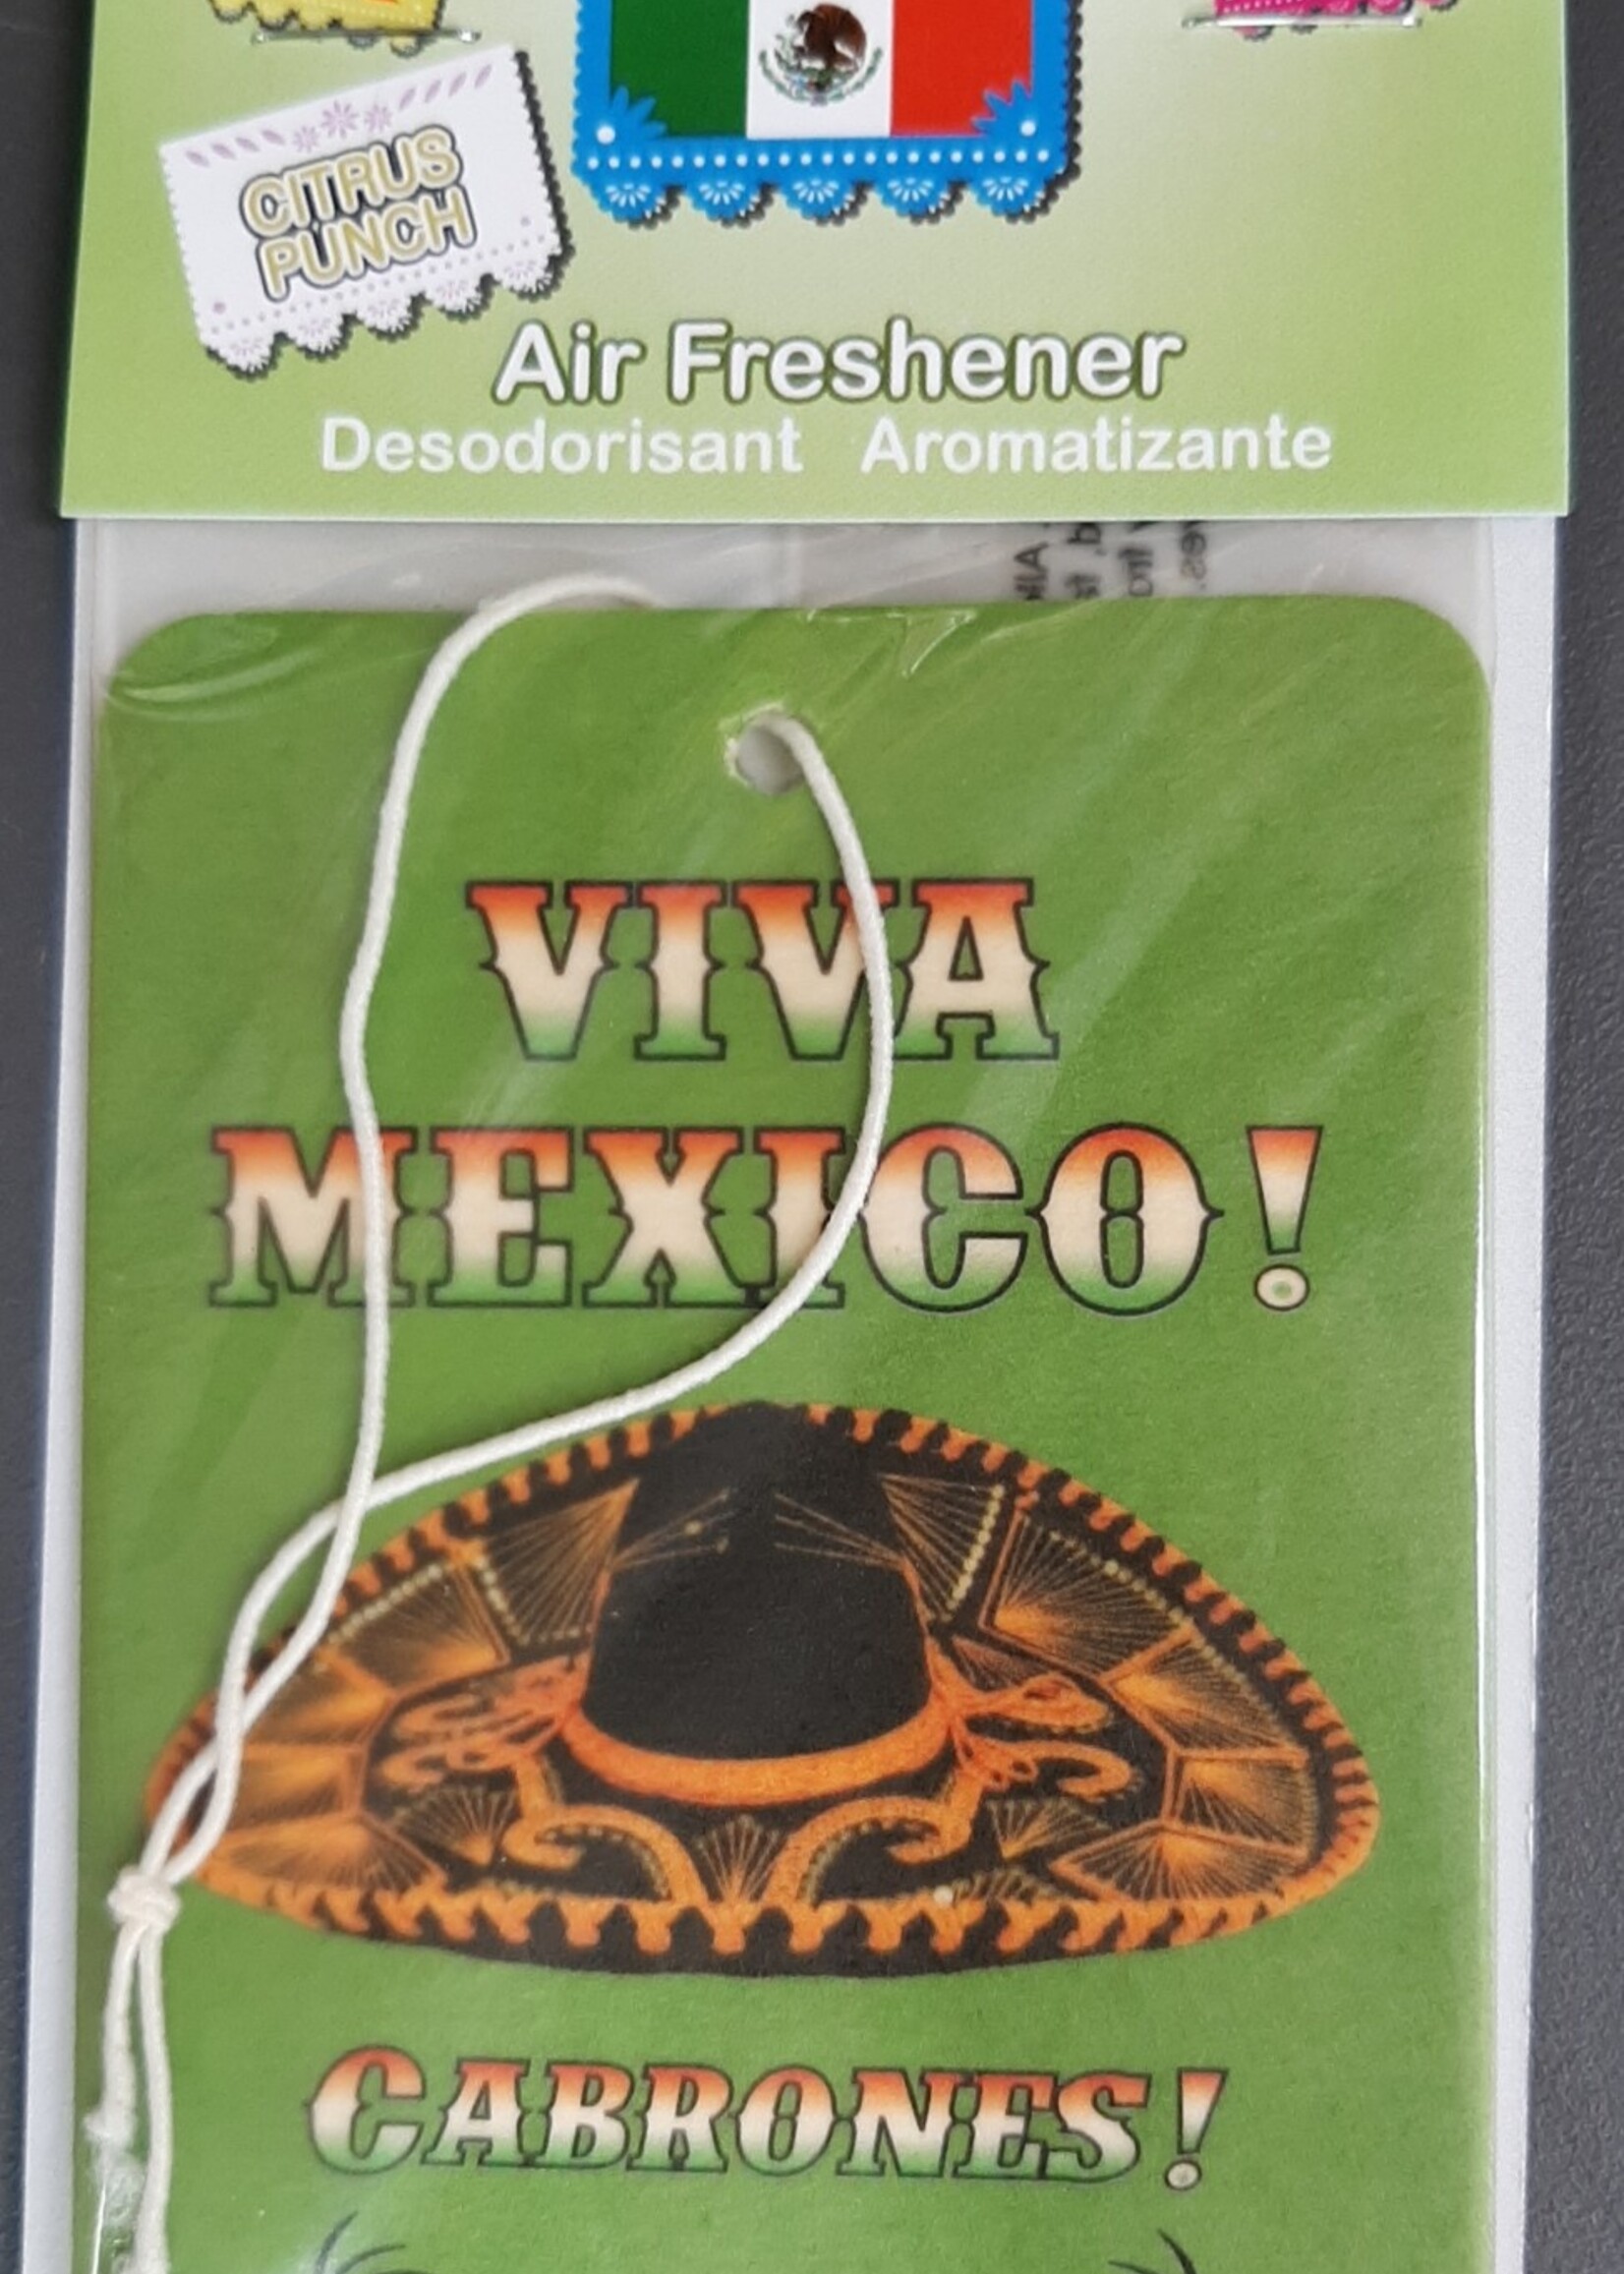 CITRUS
PUNCH
Air Freshener
Desodorisant Aromatizante
VIVA
MEXICO!
CABRONES!